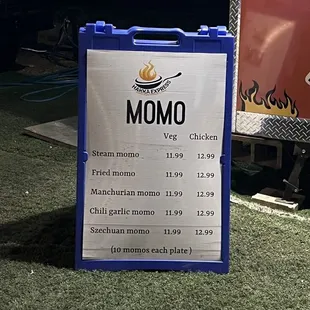 HAKKA EXPRESS
MOMO
Veg Chicken
Steam momo 11.99 12.99
Fried momo 11.99 12.99
Manchurian momo 11.99 12.99
Chili garlic momo 11.99 12.99
Szechuan momo 11.99 12.99
(10 momos each plate )